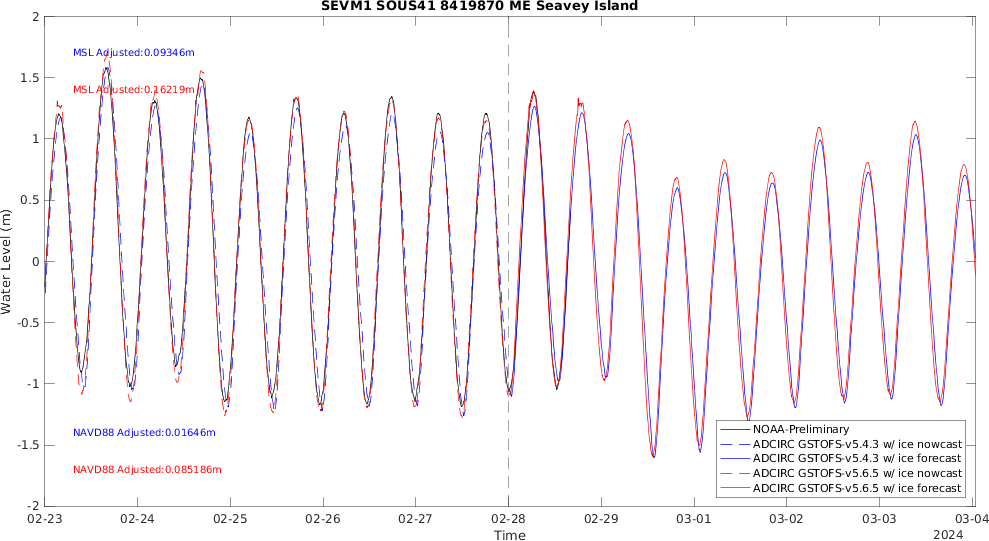 SEVM1 SOUS41 8419870 ME Seavey Island
2
MSL Adjusted:0.09346m
1.5
MSL Adjusted:0.16219m
1
0.5
0
Water Level (m)
-0.5
-1
NAVD88 Adjusted:0.01646m
-1.5
NAVD88 Adjusted:0.085186m
-2
NOAA-Preliminary
ADCIRC GSTOFS-v5.4.3 w/ ice nowcast
ADCIRC GSTOFS-v5.4.3 w/ ice forecast
ADCIRC GSTOFS-v5.6.5 w/ ice nowcast
ADCIRC GSTOFS-v5.6.5 w/ ice forecast
02-23 02-24 02-25 02-26 02-27 02-28 02-29 03-01 03-02 03-03 03-04
Time
2024